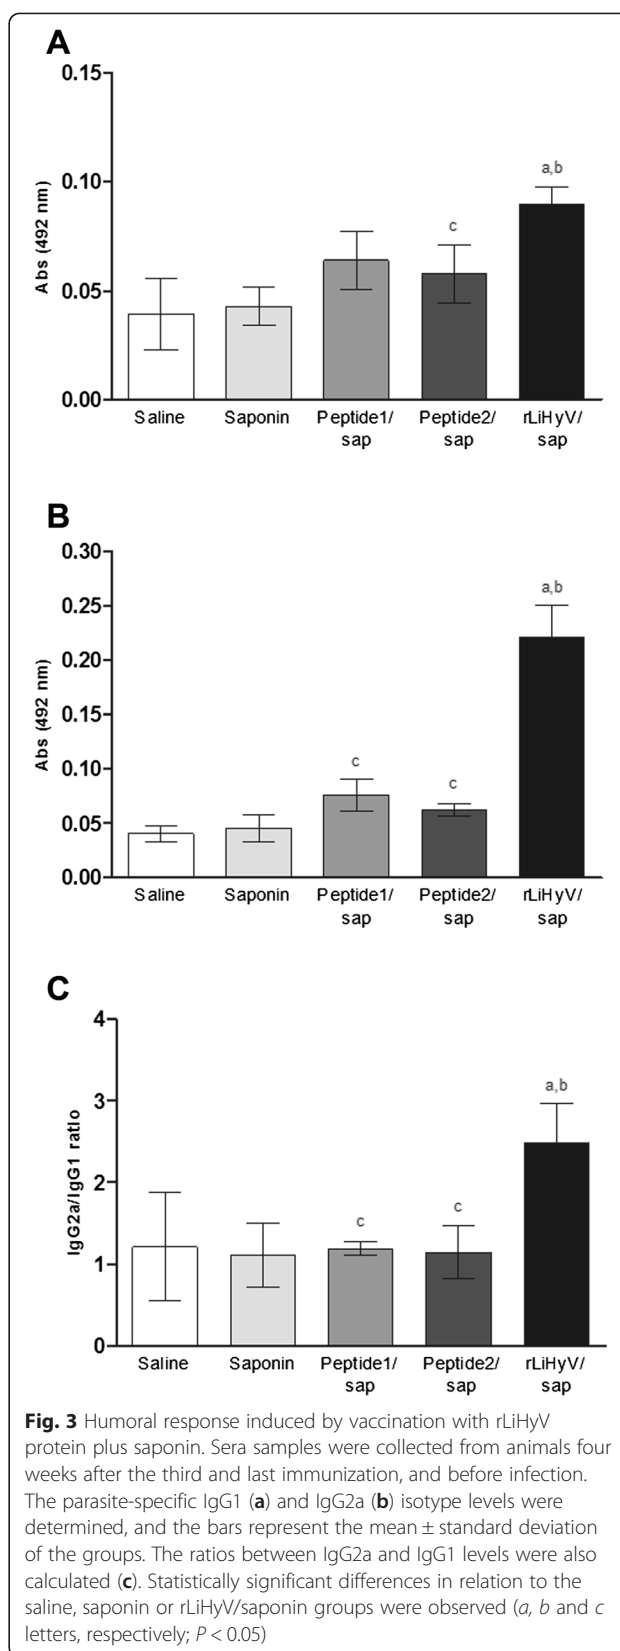 A
0.15
0.10
0.05
0.00
Abs (492 nm)
a,b
c
Saline Saponin Peptide1/ Peptide2/ rLiHyV/
sap sap sap
B
0.30
0.25
0.20
0.15
0.10
0.05
0.00
Abs (492 nm)
a,b
c c
Saline Saponin Peptide1/ Peptide2/ rLiHyV/
sap sap sap
C
4
3
2
1
0
IgG2a/IgG1 ratio
a,b
c c
Saline Saponin Peptide1/ Peptide2/ rLiHyV/
sap sap sap
Fig. 3 Humoral response induced by vaccination with rLiHyV
protein plus saponin. Sera samples were collected from animals four
weeks after the third and last immunization, and before infection.
The parasite-specific IgG1 (a) and IgG2a (b) isotype levels were
determined, and the bars represent the mean ± standard deviation
of the groups. The ratios between IgG2a and IgG1 levels were also
calculated (c). Statistically significant differences in relation to the
saline, saponin or rLiHyV/saponin groups were observed (a, b and c
letters, respectively; P < 0.05)